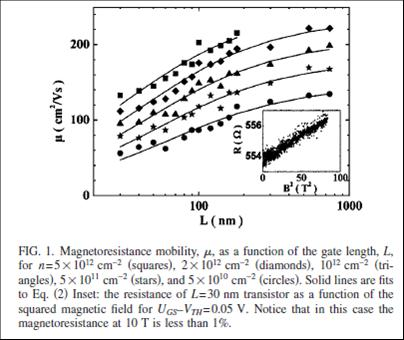 200
100
0
μ ( cm²/Vs)
100
1000
L ( nm )
556
554
R (Ω)
0
50
100
B² ( T² )
FIG. 1. Magnetoresistance mobility, μ, as a function of the gate length, L,
for n=5×10¹² cm⁻² (squares), 2×10¹² cm⁻² (diamonds), 10¹² cm⁻² (tri-
angles), 5×10¹¹ cm⁻² (stars), and 5×10¹⁰ cm⁻² (circles). Solid lines are fits
to Eq. (2) Inset: the resistance of L=30 nm transistor as a function of the
squared magnetic field for U_GS–V_TH=0.05 V. Notice that in this case the
magnetoresistance at 10 T is less than 1%.